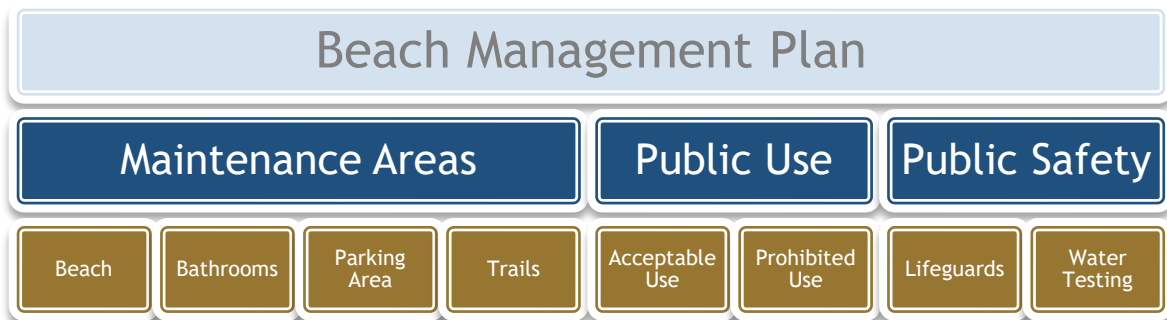 Beach Management Plan
Maintenance Areas
Public Use
Public Safety
Beach
Bathrooms
Parking
Area
Trails
Acceptable
Use
Prohibited
Use
Lifeguards
Water
Testing